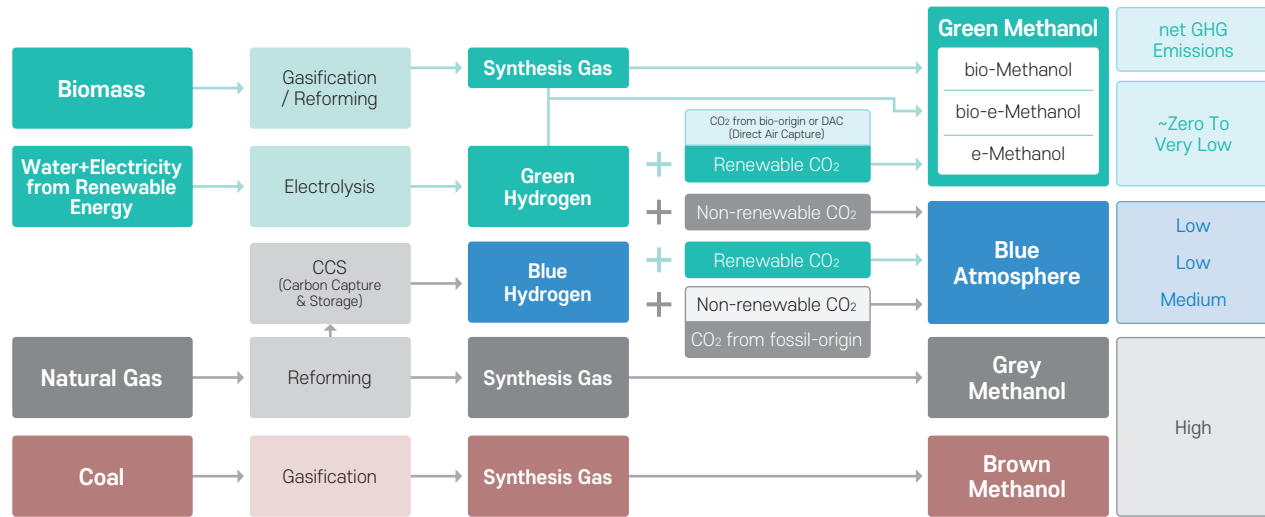 Biomass
Gasification
/ Reforming
Synthesis Gas
Green Methanol
bio-Methanol
bio-e-Methanol
e-Methanol
net GHG
Emissions
~Zero To
Very Low
Water+Electricity
from Renewable
Energy
Electrolysis
Green
Hydrogen
+
CO₂ from bio-origin or DAC
(Direct Air Capture)
Renewable CO₂
+
Non-renewable CO₂
CCS
(Carbon Capture
& Storage)
Blue
Hydrogen
+
Renewable CO₂
+
Non-renewable CO₂
CO₂ from fossil-origin
Blue
Atmosphere
Low
Low
Medium
Natural Gas
Reforming
Synthesis Gas
Grey
Methanol
High
Coal
Gasification
Synthesis Gas
Brown
Methanol